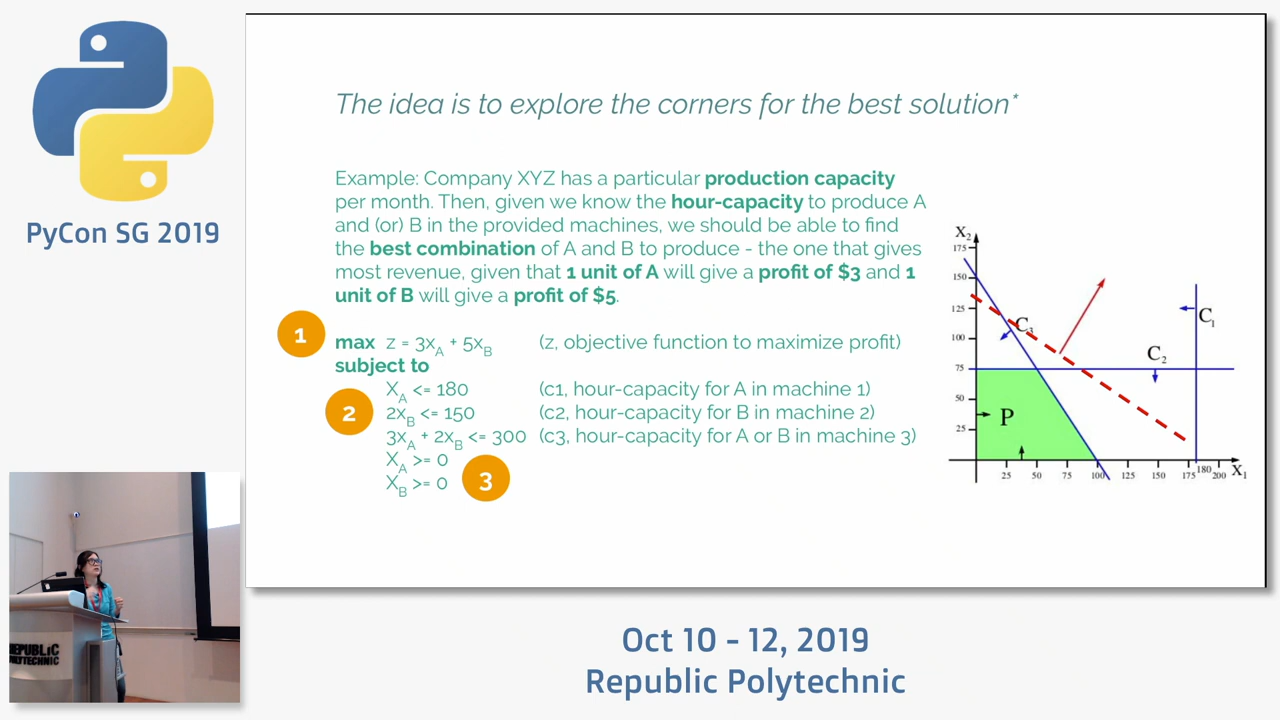 PyCon SG 2019
The idea is to explore the corners for the best solution*
Example: Company XYZ has a particular production capacity
per month. Then, given we know the hour-capacity to produce A
and (or) B in the provided machines, we should be able to find
the best combination of A and B to produce - the one that gives
most revenue, given that 1 unit of A will give a profit of $3 and 1
unit of B will give a profit of $5.
1
max z = 3xA + 5xB (z, objective function to maximize profit)
subject to
XA <= 180 (c1, hour-capacity for A in machine 1)
2
2xB <= 150 (c2, hour-capacity for B in machine 2)
3xA + 2xB <= 300 (c3, hour-capacity for A or B in machine 3)
XA >= 0
XB >= 0
3
X2
175
150
125
100
75
50
25
C3
C1
C2
P
25 50 75 100 125 150 175 180 200 X1
REPUBLIC
POLYTECHNIC
Oct 10 - 12, 2019
Republic Polytechnic